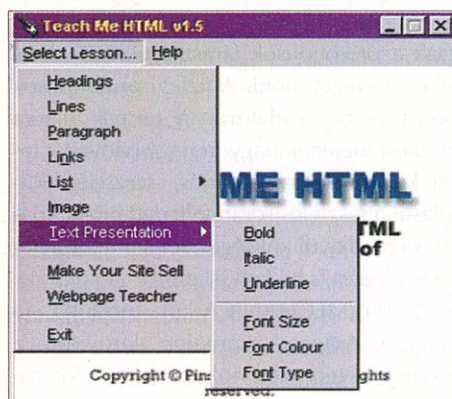 Teach Me HTML v1.5
Select Lesson... Help
Headings
Lines
Paragraph
Links
List
Image
Text Presentation
Make Your Site Sell
Webpage Teacher
Exit
Bold
Italic
Underline
Font Size
Font Colour
Font Type
ME HTML
TML
of
Copyright © Pin ghts
reserved.